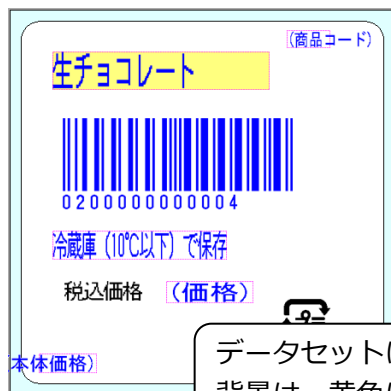 (商品コード)
生チョコレート
0200000000004
冷蔵庫 (10℃以下) で保存
税込価格 (価格)
本体価格)
データセット
背景は、黄色